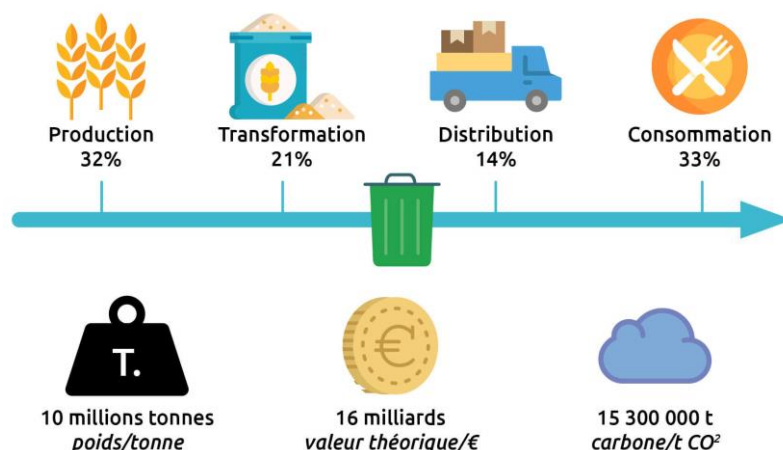 Production
32%
Transformation
21%
Distribution
14%
Consommation
33%
T.
10 millions tonnes
poids/tonne
16 milliards
valeur théorique/€
15 300 000 t
carbone/t CO²